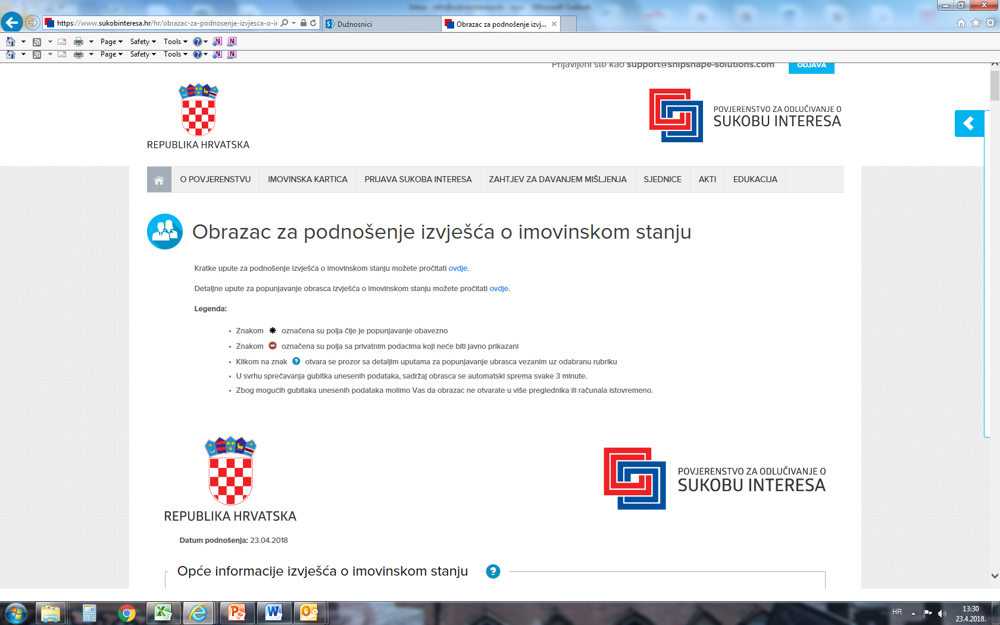 https://www.sukobinteresa.hr/hr/obrazac-za-podnosenje-izvjesca-o-ir
Dužnosnici
Obrazac za podnošenje izvj...
Page Safety Tools
Page Safety Tools
Prijavljeni ste kao support@shipshape-solutions.com
ODJAVA
REPUBLIKA HRVATSKA
POVJERENSTVO ZA ODLUČIVANJE O
SUKOBU INTERESA
O POVJERENSTVU IMOVINSKA KARTICA PRIJAVA SUKOBA INTERESA ZAHTJEV ZA DAVANJEM MIŠLJENJA SJEDNICE AKTI EDUKACIJA
Obrazac za podnošenje izvješća o imovinskom stanju
Kratke upute za podnošenje izvješća o imovinskom stanju možete pročitati ovdje.
Detaljne upute za popunjavanje obrasca izvješća o imovinskom stanju možete pročitati ovdje.
Legenda:
• Znakom ✱ označena su polja čije je popunjavanje obavezno
• Znakom označena su polja sa privatnim podacima koji neće biti javno prikazani
• Klikom na znak ? otvara se prozor sa detaljim uputama za popunjavanje ubrasca vezanim uz odabranu rubriku
• U svrhu sprečavanja gubitka unesenih podataka, sadržaj obrasca se automatski sprema svake 3 minute.
• Zbog mogućih gubitaka unesenih podataka molimo Vas da obrazac ne otvarate u više preglednika ili računala istovremeno.
REPUBLIKA HRVATSKA
POVJERENSTVO ZA ODLUČIVANJE O
SUKOBU INTERESA
Datum podnošenja: 23.04.2018
Opće informacije izvješća o imovinskom stanju ?
HR
13:30
23.4.2018.